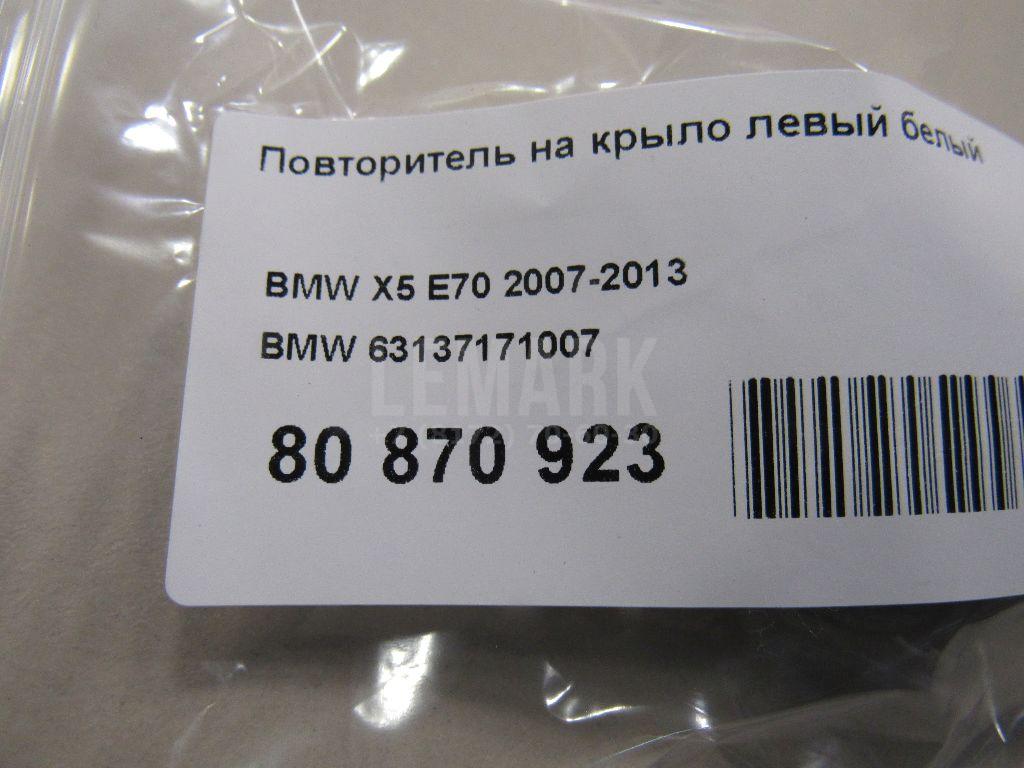 Повторитель на крыло левый белый
BMW X5 E70 2007-2013
BMW 63137171007
LEMARK
80 870 923